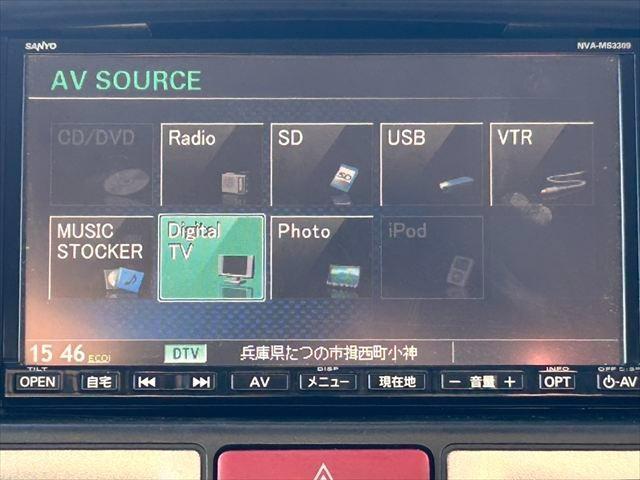 SANYO
NVA-MS3309
AV SOURCE
CD/DVD
Radio
SD
USB
VTR
MUSIC
STOCKER
Digital
TV
Photo
iPod
15 46 ECOi
DTV
兵庫県たつの市揖西町小神
TILT
OPEN
自宅
AV
DISP
メニュー
現在地
− 音量 +
INFO
OPT
OFF DISP
-AV